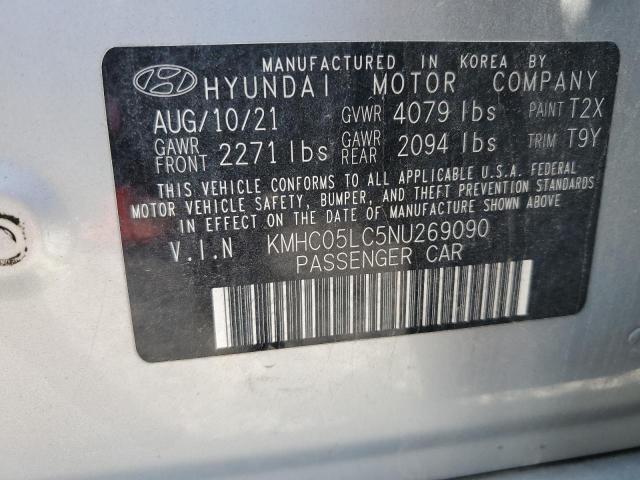 MANUFACTURED IN KOREA BY
HYUNDAI MOTOR COMPANY
AUG/10/21 GVWR 4079 lbs PAINT T2X
GAWR FRONT 2271 lbs GAWR REAR 2094 lbs TRIM T9Y
THIS VEHICLE CONFORMS TO ALL APPLICABLE U.S.A. FEDERAL
MOTOR VEHICLE SAFETY, BUMPER, AND THEFT PREVENTION STANDARDS
IN EFFECT ON THE DATE OF MANUFACTURE SHOWN ABOVE
V.I.N KMHC05LC5NU269090
PASSENGER CAR